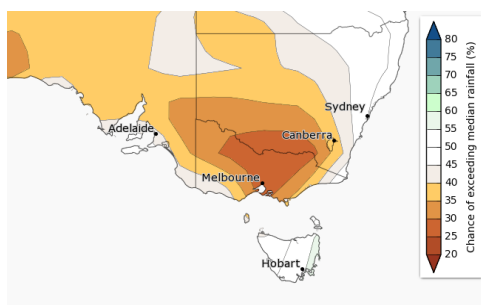 Sydney
Adelaide
Canberra
Melbourne
Hobart
80
75
70
65
60
55
50
45
40
35
30
25
20
Chance of exceeding median rainfall (%)